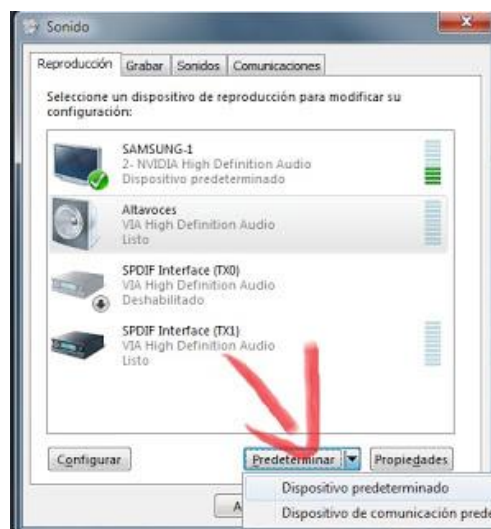 Sonido
Reproducción Grabar Sonidos Comunicaciones
Seleccione un dispositivo de reproducción para modificar su
configuración:
SAMSUNG-1
2- NVIDIA High Definition Audio
Dispositivo predeterminado
Altavoces
VIA High Definition Audio
Listo
SPDIF Interface (TX0)
VIA High Definition Audio
Deshabilitado
SPDIF Interface (TX1)
VIA High Definition Audio
Listo
Configurar Predeterminar Propiedades
Dispositivo predeterminado
Dispositivo de comunicación